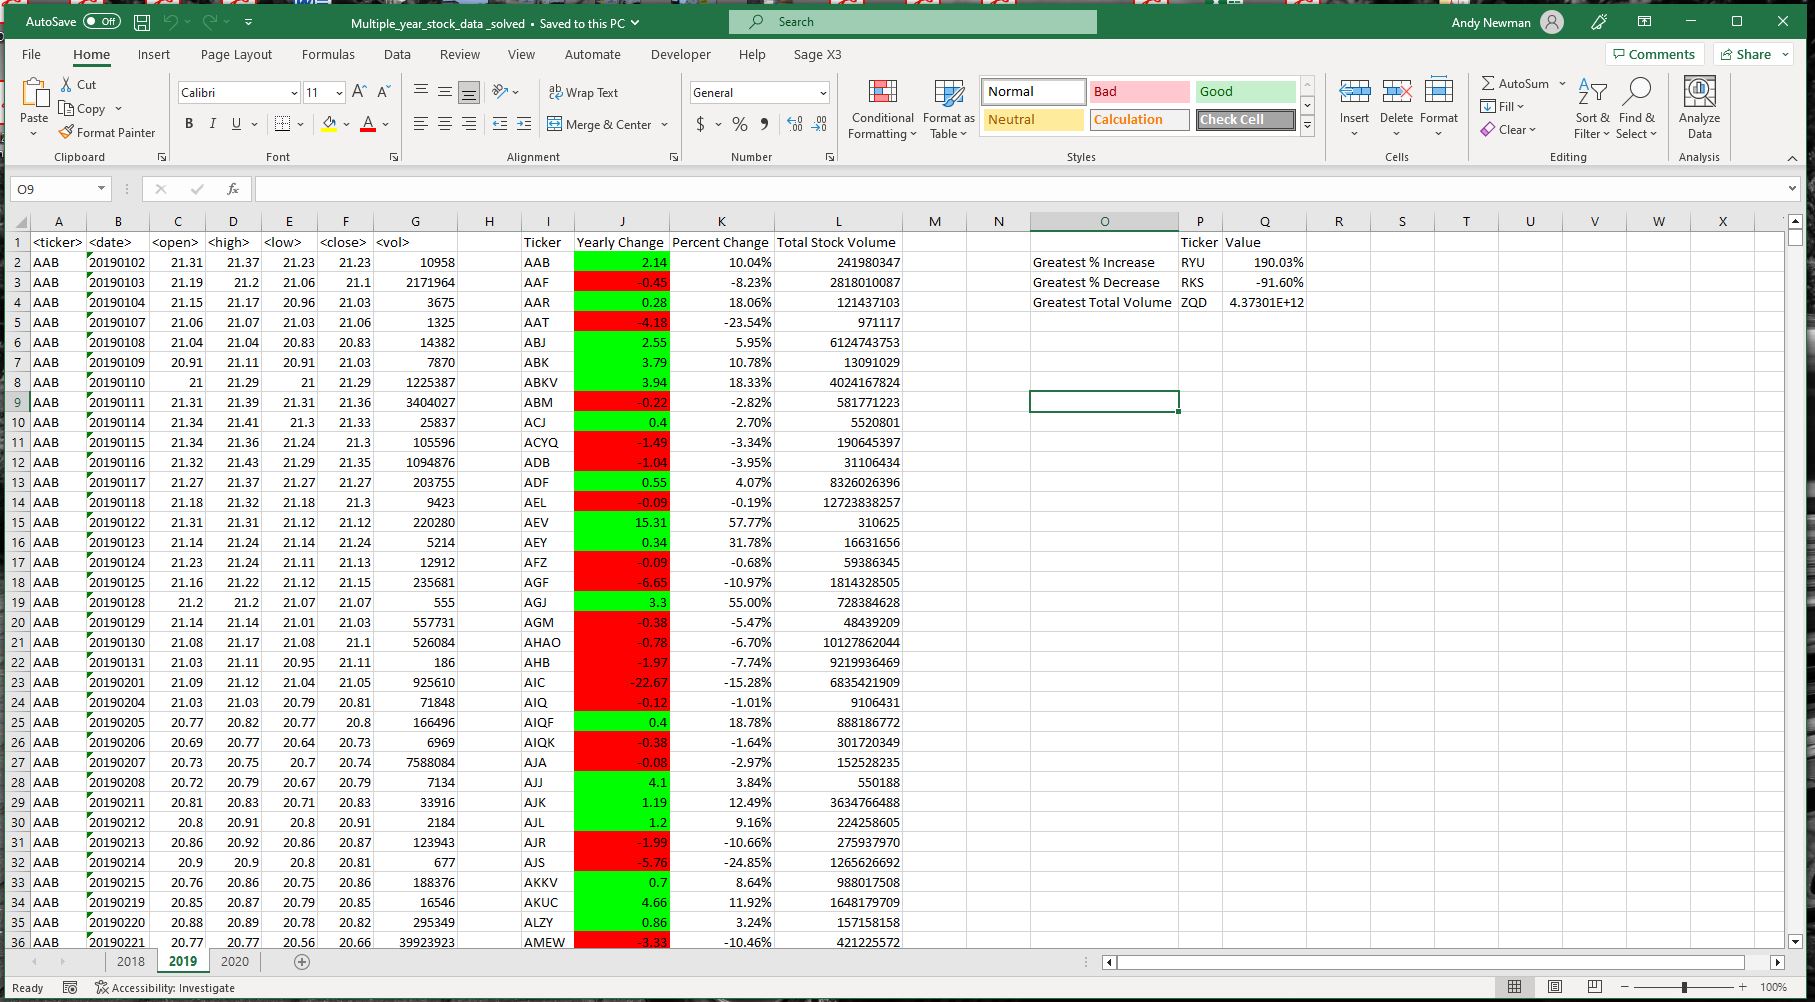 AutoSave Off Multiple_year_stock_data _solved • Saved to this PC Search Andy Newman
File Home Insert Page Layout Formulas Data Review View Automate Developer Help Sage X3 Comments Share
Paste Cut Copy Format Painter Clipboard
Calibri 11 A A B I U A Font
Wrap Text Merge & Center Alignment
General $ % , Number
Conditional Formatting Format as Table Normal Bad Good Neutral Calculation Check Cell Styles
Insert Delete Format Cells
AutoSum Fill Clear Sort & Filter Find & Select Editing
Analyze Data Analysis
O9 fx
A B C D E F G H I J K L M N O P Q R S T U V W X
1 <ticker> <date> <open> <high> <low> <close> <vol> Ticker Yearly Change Percent Change Total Stock Volume Ticker Value
2 AAB 20190102 21.31 21.37 21.23 21.23 10958 AAB 2.14 10.04% 241980347 Greatest % Increase RYU 190.03%
3 AAB 20190103 21.19 21.2 21.06 21.1 2171964 AAF -0.45 -8.23% 2818010087 Greatest % Decrease RKS -91.60%
4 AAB 20190104 21.15 21.17 20.96 21.03 3675 AAR 0.28 18.06% 121437103 Greatest Total Volume ZQD 4.37301E+12
5 AAB 20190107 21.06 21.07 21.03 21.06 1325 AAT -4.18 -23.54% 971117
6 AAB 20190108 21.04 21.04 20.83 20.83 14382 ABJ 2.55 5.95% 6124743753
7 AAB 20190109 20.91 21.11 20.91 21.03 7870 ABK 3.79 10.78% 13091029
8 AAB 20190110 21 21.29 21 21.29 1225387 ABKV 3.94 18.33% 4024167824
9 AAB 20190111 21.31 21.39 21.31 21.36 3404027 ABM -0.22 -2.82% 581771223
10 AAB 20190114 21.34 21.41 21.3 21.33 25837 ACJ 0.4 2.70% 5520801
11 AAB 20190115 21.34 21.36 21.24 21.3 105596 ACYQ -1.49 -3.34% 190645397
12 AAB 20190116 21.32 21.43 21.29 21.35 1094876 ADB -1.04 -3.95% 31106434
13 AAB 20190117 21.27 21.37 21.27 21.27 203755 ADF 0.55 4.07% 8326026396
14 AAB 20190118 21.18 21.32 21.18 21.3 9423 AEL -0.09 -0.19% 12723838257
15 AAB 20190122 21.31 21.31 21.12 21.12 220280 AEV 15.31 57.77% 310625
16 AAB 20190123 21.14 21.24 21.14 21.24 5214 AEY 0.34 31.78% 16631656
17 AAB 20190124 21.23 21.24 21.11 21.13 12912 AFZ -0.09 -0.68% 59386345
18 AAB 20190125 21.16 21.22 21.12 21.15 235681 AGF -6.65 -10.97% 1814328505
19 AAB 20190128 21.2 21.2 21.07 21.07 555 AGJ 3.3 55.00% 728384628
20 AAB 20190129 21.14 21.14 21.01 21.03 557731 AGM -0.38 -5.47% 48439209
21 AAB 20190130 21.08 21.17 21.08 21.1 526084 AHAO -0.78 -6.70% 10127862044
22 AAB 20190131 21.03 21.11 20.95 21.11 186 AHB -1.97 -7.74% 9219936469
23 AAB 20190201 21.09 21.12 21.04 21.05 925610 AIC -22.67 -15.28% 6835421909
24 AAB 20190204 21.03 21.03 20.79 20.81 71848 AIQ -0.12 -1.01% 9106431
25 AAB 20190205 20.77 20.82 20.77 20.8 166496 AIQF 0.4 18.78% 888186772
26 AAB 20190206 20.69 20.77 20.64 20.73 6969 AIQK -0.38 -1.64% 301720349
27 AAB 20190207 20.73 20.75 20.7 20.74 7588084 AJA -0.08 -2.97% 152528235
28 AAB 20190208 20.72 20.79 20.67 20.79 7134 AJJ 4.1 3.84% 550188
29 AAB 20190211 20.81 20.83 20.71 20.83 33916 AJK 1.19 12.49% 3634766488
30 AAB 20190212 20.8 20.91 20.8 20.91 2184 AJL 1.2 9.16% 224258605
31 AAB 20190213 20.86 20.92 20.86 20.87 123943 AJR -1.99 -10.66% 275937970
32 AAB 20190214 20.9 20.9 20.8 20.81 677 AJS -5.76 -24.85% 1265626692
33 AAB 20190215 20.76 20.86 20.75 20.86 188376 AKKV 0.7 8.64% 988017508
34 AAB 20190219 20.85 20.87 20.79 20.85 16546 AKUC 4.66 11.92% 1648179709
35 AAB 20190220 20.88 20.89 20.78 20.82 295349 ALZY 0.86 3.24% 157158158
36 AAB 20190221 20.77 20.77 20.56 20.66 39923923 AMEW -3.33 -10.46% 421225572
2018 2019 2020
Ready Accessibility: Investigate 100%